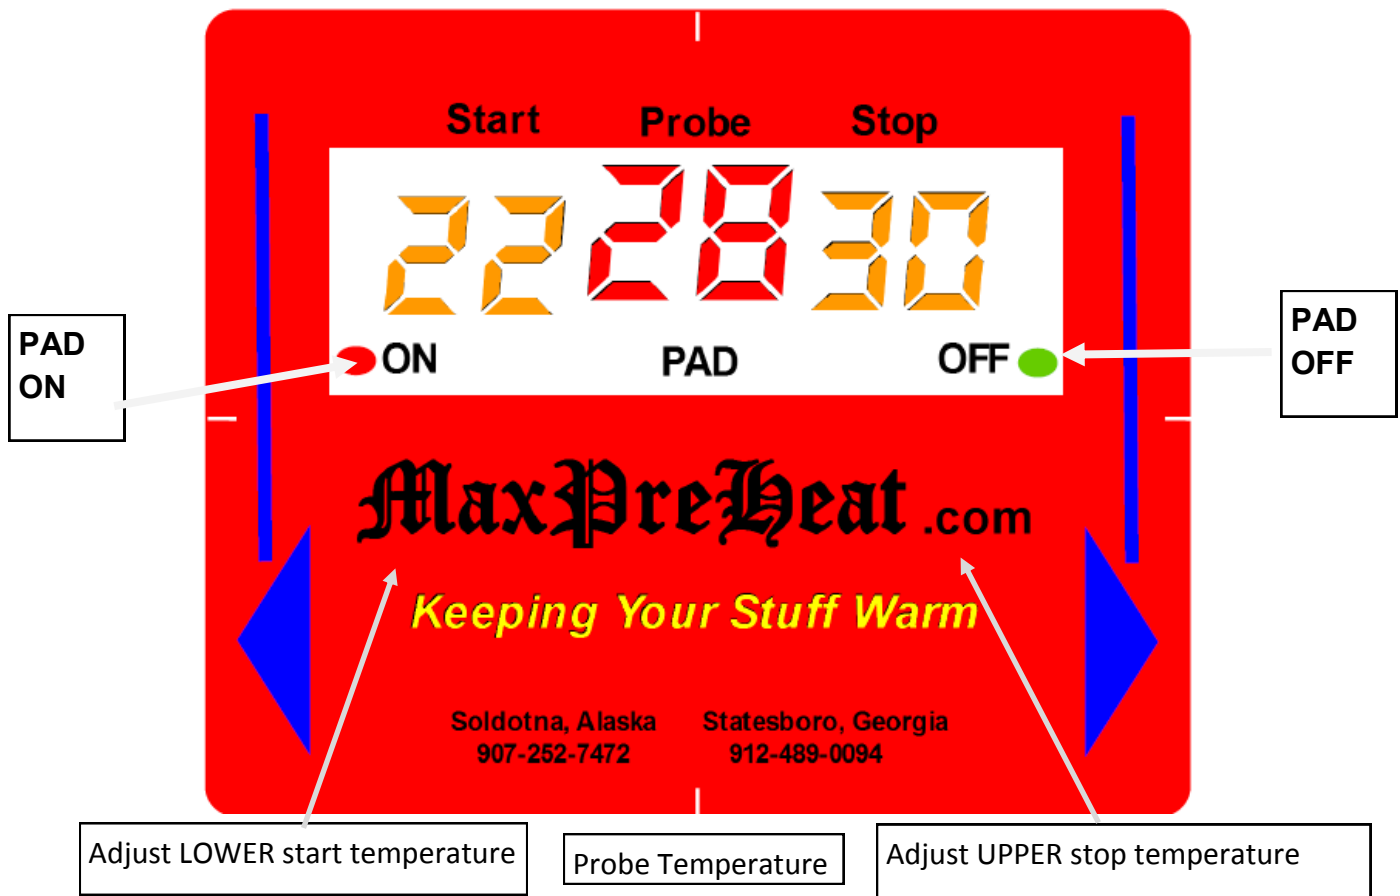 Start Probe Stop
22 28 30
ON PAD OFF
PAD
ON
PAD
OFF
MaxPreHeat.com
Keeping Your Stuff Warm
Soldotna, Alaska Statesboro, Georgia
907-252-7472 912-489-0094
Adjust LOWER start temperature
Probe Temperature
Adjust UPPER stop temperature